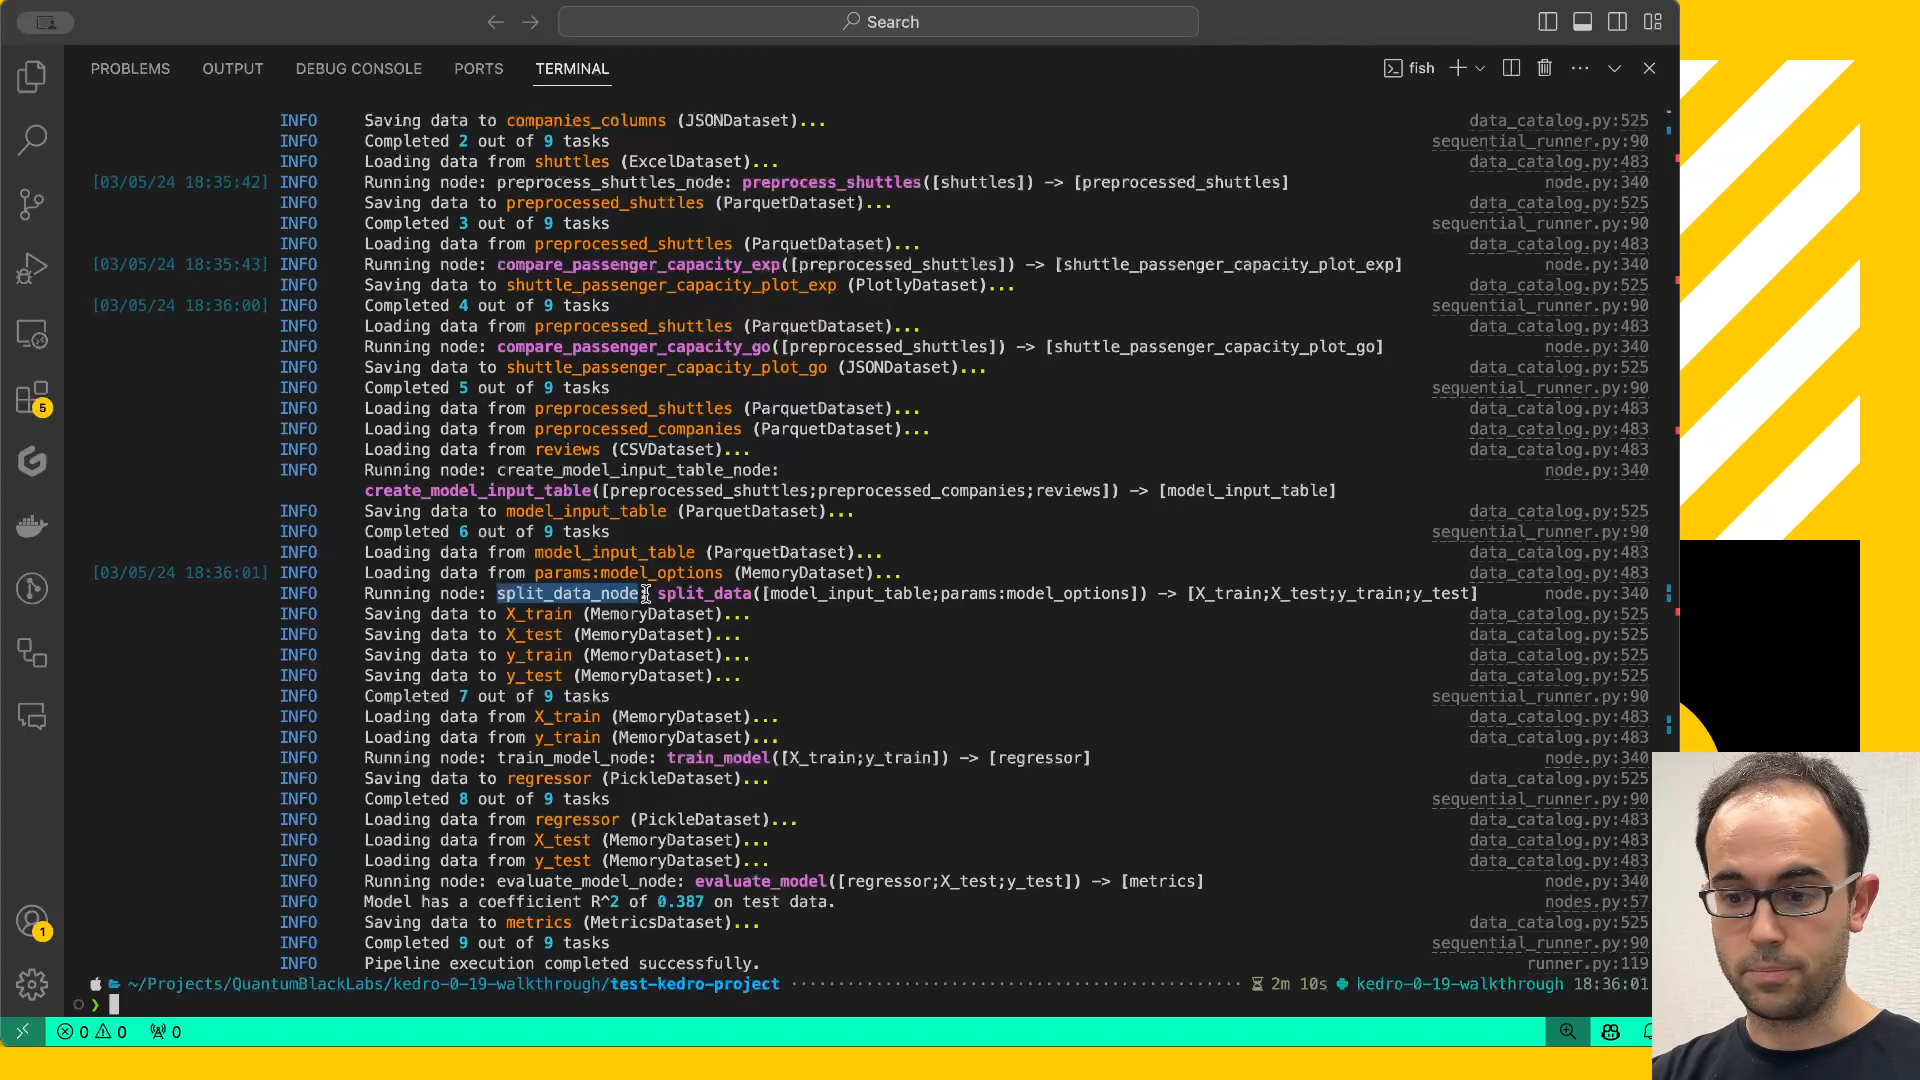 Search
PROBLEMS OUTPUT DEBUG CONSOLE PORTS TERMINAL fish
INFO Saving data to companies_columns (JSONDataset)... data_catalog.py:525
INFO Completed 2 out of 9 tasks sequential_runner.py:90
INFO Loading data from shuttles (ExcelDataset)... data_catalog.py:483
[03/05/24 18:35:42] INFO Running node: preprocess_shuttles_node: preprocess_shuttles([shuttles]) -> [preprocessed_shuttles] node.py:340
INFO Saving data to preprocessed_shuttles (ParquetDataset)... data_catalog.py:525
INFO Completed 3 out of 9 tasks sequential_runner.py:90
INFO Loading data from preprocessed_shuttles (ParquetDataset)... data_catalog.py:483
[03/05/24 18:35:43] INFO Running node: compare_passenger_capacity_exp([preprocessed_shuttles]) -> [shuttle_passenger_capacity_plot_exp] node.py:340
INFO Saving data to shuttle_passenger_capacity_plot_exp (PlotlyDataset)... data_catalog.py:525
[03/05/24 18:36:00] INFO Completed 4 out of 9 tasks sequential_runner.py:90
INFO Loading data from preprocessed_shuttles (ParquetDataset)... data_catalog.py:483
INFO Running node: compare_passenger_capacity_go([preprocessed_shuttles]) -> [shuttle_passenger_capacity_plot_go] node.py:340
INFO Saving data to shuttle_passenger_capacity_plot_go (JSONDataset)... data_catalog.py:525
INFO Completed 5 out of 9 tasks sequential_runner.py:90
INFO Loading data from preprocessed_shuttles (ParquetDataset)... data_catalog.py:483
INFO Loading data from preprocessed_companies (ParquetDataset)... data_catalog.py:483
INFO Loading data from reviews (CSVDataset)... data_catalog.py:483
INFO Running node: create_model_input_table_node: node.py:340
create_model_input_table([preprocessed_shuttles;preprocessed_companies;reviews]) -> [model_input_table]
INFO Saving data to model_input_table (ParquetDataset)... data_catalog.py:525
INFO Completed 6 out of 9 tasks sequential_runner.py:90
INFO Loading data from model_input_table (ParquetDataset)... data_catalog.py:483
[03/05/24 18:36:01] INFO Loading data from params:model_options (MemoryDataset)... data_catalog.py:483
INFO Running node: split_data_node: split_data([model_input_table;params:model_options]) -> [X_train;X_test;y_train;y_test] node.py:340
INFO Saving data to X_train (MemoryDataset)... data_catalog.py:525
INFO Saving data to X_test (MemoryDataset)... data_catalog.py:525
INFO Saving data to y_train (MemoryDataset)... data_catalog.py:525
INFO Saving data to y_test (MemoryDataset)... data_catalog.py:525
INFO Completed 7 out of 9 tasks sequential_runner.py:90
INFO Loading data from X_train (MemoryDataset)... data_catalog.py:483
INFO Loading data from y_train (MemoryDataset)... data_catalog.py:483
INFO Running node: train_model_node: train_model([X_train;y_train]) -> [regressor] node.py:340
INFO Saving data to regressor (PickleDataset)... data_catalog.py:525
INFO Completed 8 out of 9 tasks sequential_runner.py:90
INFO Loading data from regressor (PickleDataset)... data_catalog.py:483
INFO Loading data from X_test (MemoryDataset)... data_catalog.py:483
INFO Loading data from y_test (MemoryDataset)... data_catalog.py:483
INFO Running node: evaluate_model_node: evaluate_model([regressor;X_test;y_test]) -> [metrics] node.py:340
INFO Model has a coefficient R^2 of 0.387 on test data. nodes.py:57
INFO Saving data to metrics (MetricsDataset)... data_catalog.py:525
INFO Completed 9 out of 9 tasks sequential_runner.py:90
INFO Pipeline execution completed successfully. runner.py:119
~/Projects/QuantumBlackLabs/kedro-0-19-walkthrough/test-kedro-project 2m 10s kedro-0-19-walkthrough 18:36:01
5
1
0 0 0